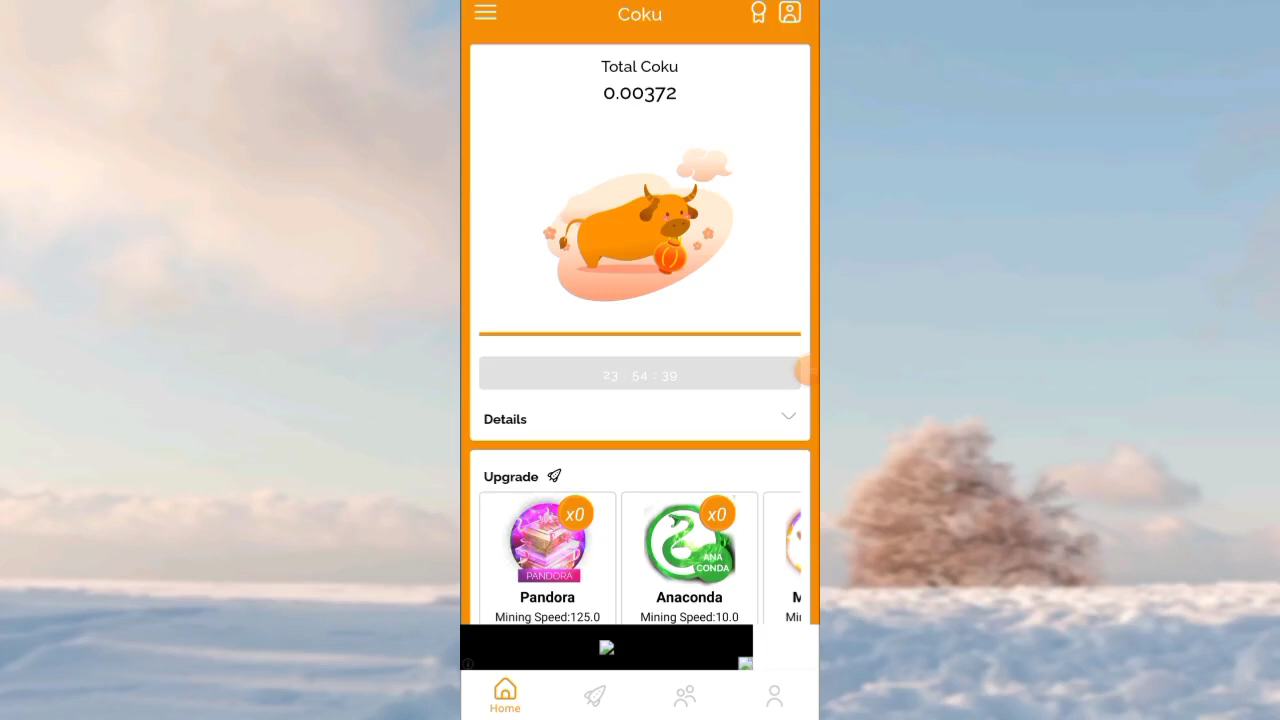 Coku
Total Coku
0.00372
23 : 54 : 39
Details
Upgrade
x0
x0
PANDORA
ANA
CONDA
Pandora
Anaconda
M
Mining Speed:125.0
Mining Speed:10.0
Mi
Home